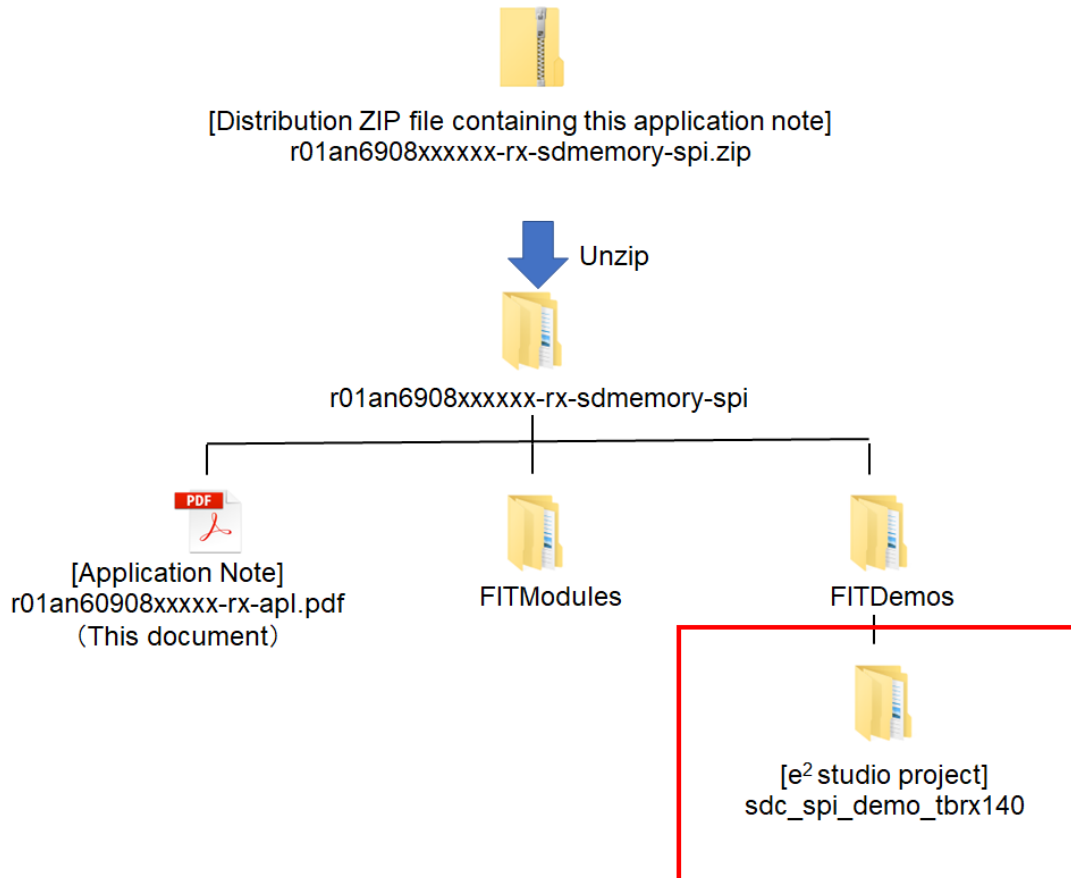 [Distribution ZIP file containing this application note]
r01an6908xxxxxx-rx-sdmemory-spi.zip
Unzip
r01an6908xxxxxx-rx-sdmemory-spi
PDF
[Application Note]
r01an60908xxxxx-rx-apl.pdf
（This document）
FITModules
FITDemos
[e² studio project]
sdc_spi_demo_tbrx140